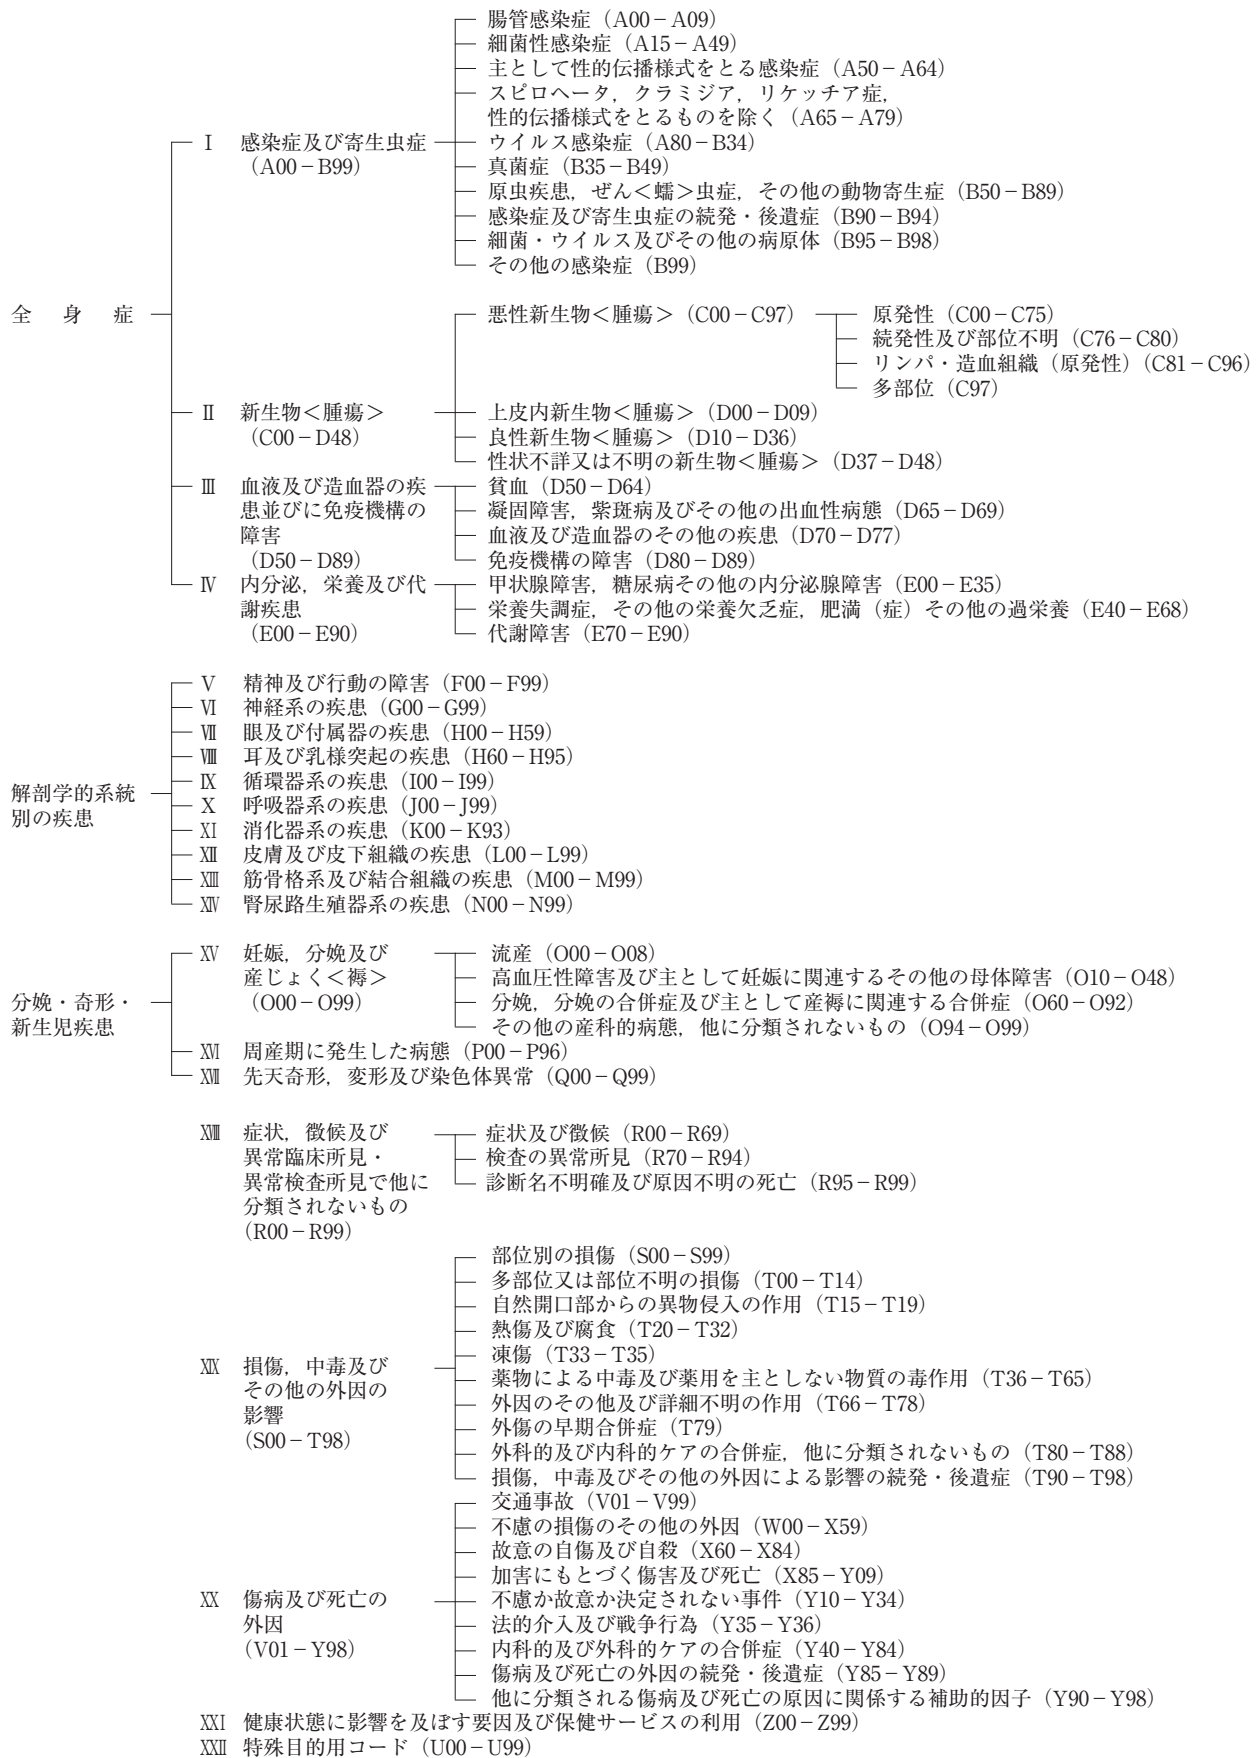 腸管感染症（A00－A09）
細菌性感染症（A15－A49）
主として性的伝播様式をとる感染症（A50－A64）
スピロヘータ，クラミジア，リケッチア症，
性的伝播様式をとるものを除く（A65－A79）
Ⅰ 感染症及び寄生虫症
（A00－B99）
ウイルス感染症（A80－B34）
真菌症（B35－B49）
原虫疾患，ぜん＜蠕＞虫症，その他の動物寄生症（B50－B89）
感染症及び寄生虫症の続発・後遺症（B90－B94）
細菌・ウイルス及びその他の病原体（B95－B98）
その他の感染症（B99）
全身症
悪性新生物＜腫瘍＞（C00－C97）
原発性（C00－C75）
続発性及び部位不明（C76－C80）
リンパ・造血組織（原発性）（C81－C96）
多部位（C97）
Ⅱ 新生物＜腫瘍＞
（C00－D48）
上皮内新生物＜腫瘍＞（D00－D09）
良性新生物＜腫瘍＞（D10－D36）
性状不詳又は不明の新生物＜腫瘍＞（D37－D48）
Ⅲ 血液及び造血器の疾
患並びに免疫機構の
障害
（D50－D89）
貧血（D50－D64）
凝固障害，紫斑病及びその他の出血性病態（D65－D69）
血液及び造血器のその他の疾患（D70－D77）
免疫機構の障害（D80－D89）
Ⅳ 内分泌，栄養及び代
謝疾患
（E00－E90）
甲状腺障害，糖尿病その他の内分泌腺障害（E00－E35）
栄養失調症，その他の栄養欠乏症，肥満（症）その他の過栄養（E40－E68）
代謝障害（E70－E90）
解剖学的系統
別の疾患
Ⅴ 精神及び行動の障害（F00－F99）
Ⅵ 神経系の疾患（G00－G99）
Ⅶ 眼及び付属器の疾患（H00－H59）
Ⅷ 耳及び乳様突起の疾患（H60－H95）
Ⅸ 循環器系の疾患（I00－I99）
Ⅹ 呼吸器系の疾患（J00－J99）
Ⅺ 消化器系の疾患（K00－K93）
Ⅻ 皮膚及び皮下組織の疾患（L00－L99）
XIII 筋骨格系及び結合組織の疾患（M00－M99）
XIV 腎尿路生殖器系の疾患（N00－N99）
分娩・奇形・
新生児疾患
XV 妊娠，分娩及び
産じょく＜褥＞
（O00－O99）
流産（O00－O08）
高血圧性障害及び主として妊娠に関連するその他の母体障害（O10－O48）
分娩，分娩の合併症及び主として産褥に関連する合併症（O60－O92）
その他の産科的病態，他に分類されないもの（O94－O99）
XVI 周産期に発生した病態（P00－P96）
XVII 先天奇形，変形及び染色体異常（Q00－Q99）
XVIII 症状，徴候及び
異常臨床所見・
異常検査所見で他に
分類されないもの
（R00－R99）
症状及び徴候（R00－R69）
検査の異常所見（R70－R94）
診断名不明確及び原因不明の死亡（R95－R99）
XIX 損傷，中毒及び
その他の外因の
影響
（S00－T98）
部位別の損傷（S00－S99）
多部位又は部位不明の損傷（T00－T14）
自然開口部からの異物侵入の作用（T15－T19）
熱傷及び腐食（T20－T32）
凍傷（T33－T35）
薬物による中毒及び薬用を主としない物質の毒作用（T36－T65）
外因のその他及び詳細不明の作用（T66－T78）
外傷の早期合併症（T79）
外科的及び内科的ケアの合併症，他に分類されないもの（T80－T88）
損傷，中毒及びその他の外因による影響の続発・後遺症（T90－T98）
XX 傷病及び死亡の
外因
（V01－Y98）
交通事故（V01－V99）
不慮の損傷のその他の外因（W00－X59）
故意の自傷及び自殺（X60－X84）
加害にもとづく傷害及び死亡（X85－Y09）
不慮か故意か決定されない事件（Y10－Y34）
法的介入及び戦争行為（Y35－Y36）
内科的及び外科的ケアの合併症（Y40－Y84）
傷病及び死亡の外因の続発・後遺症（Y85－Y89）
他に分類される傷病及び死亡の原因に関係する補助的因子（Y90－Y98）
XXI 健康状態に影響を及ぼす要因及び保健サービスの利用（Z00－Z99）
XXII 特殊目的用コード（U00－U99）